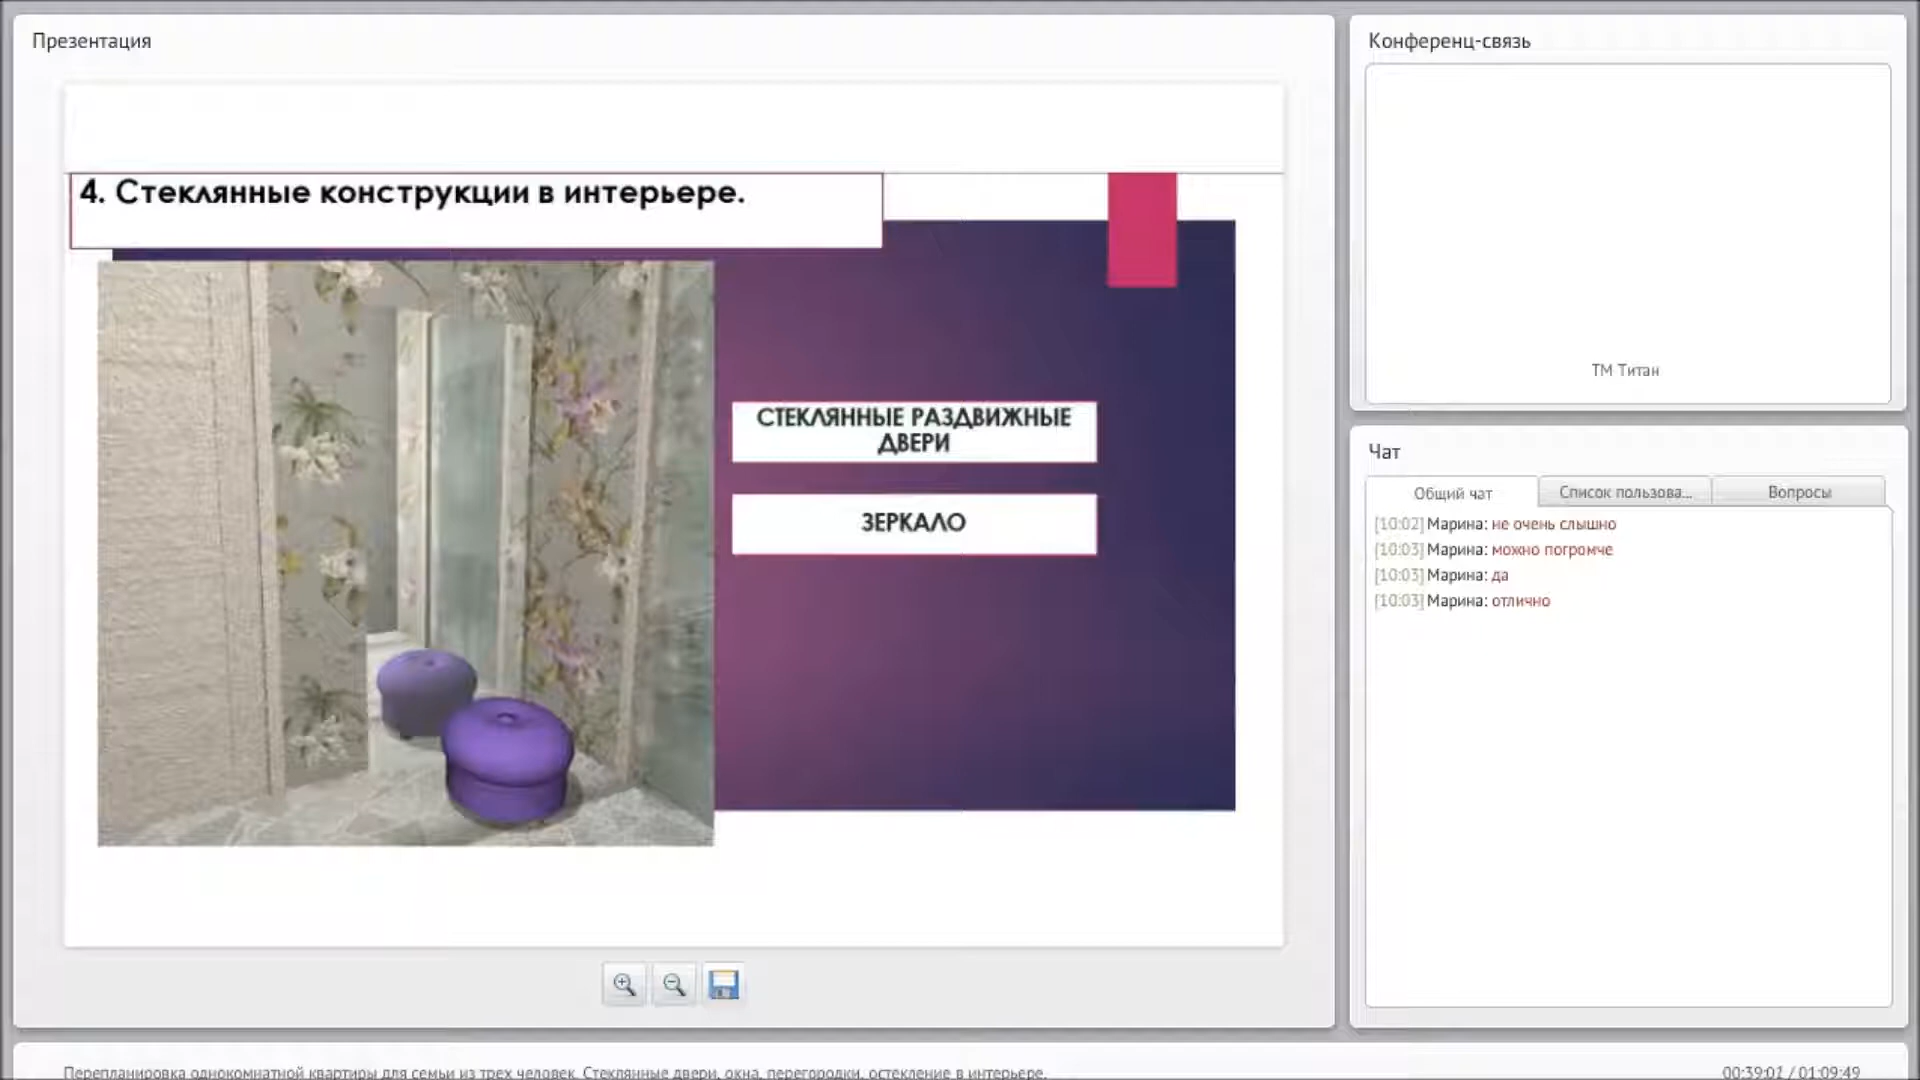 Презентация
4. Стеклянные конструкции в интерьере.
СТЕКЛЯННЫЕ РАЗДВИЖНЫЕ
ДВЕРИ
ЗЕРКАЛО
Конференц-связь
ТМ Титан
Чат
Общий чат
Список пользова...
Вопросы
[10:02] Марина: не очень слышно
[10:03] Марина: можно погромче
[10:03] Марина: да
[10:03] Марина: отлично
Перепланировка однокомнатной квартиры для семьи из трех человек. Стеклянные двери, окна, перегородки, остекление в интерьере.
00:39:01 / 01:09:49